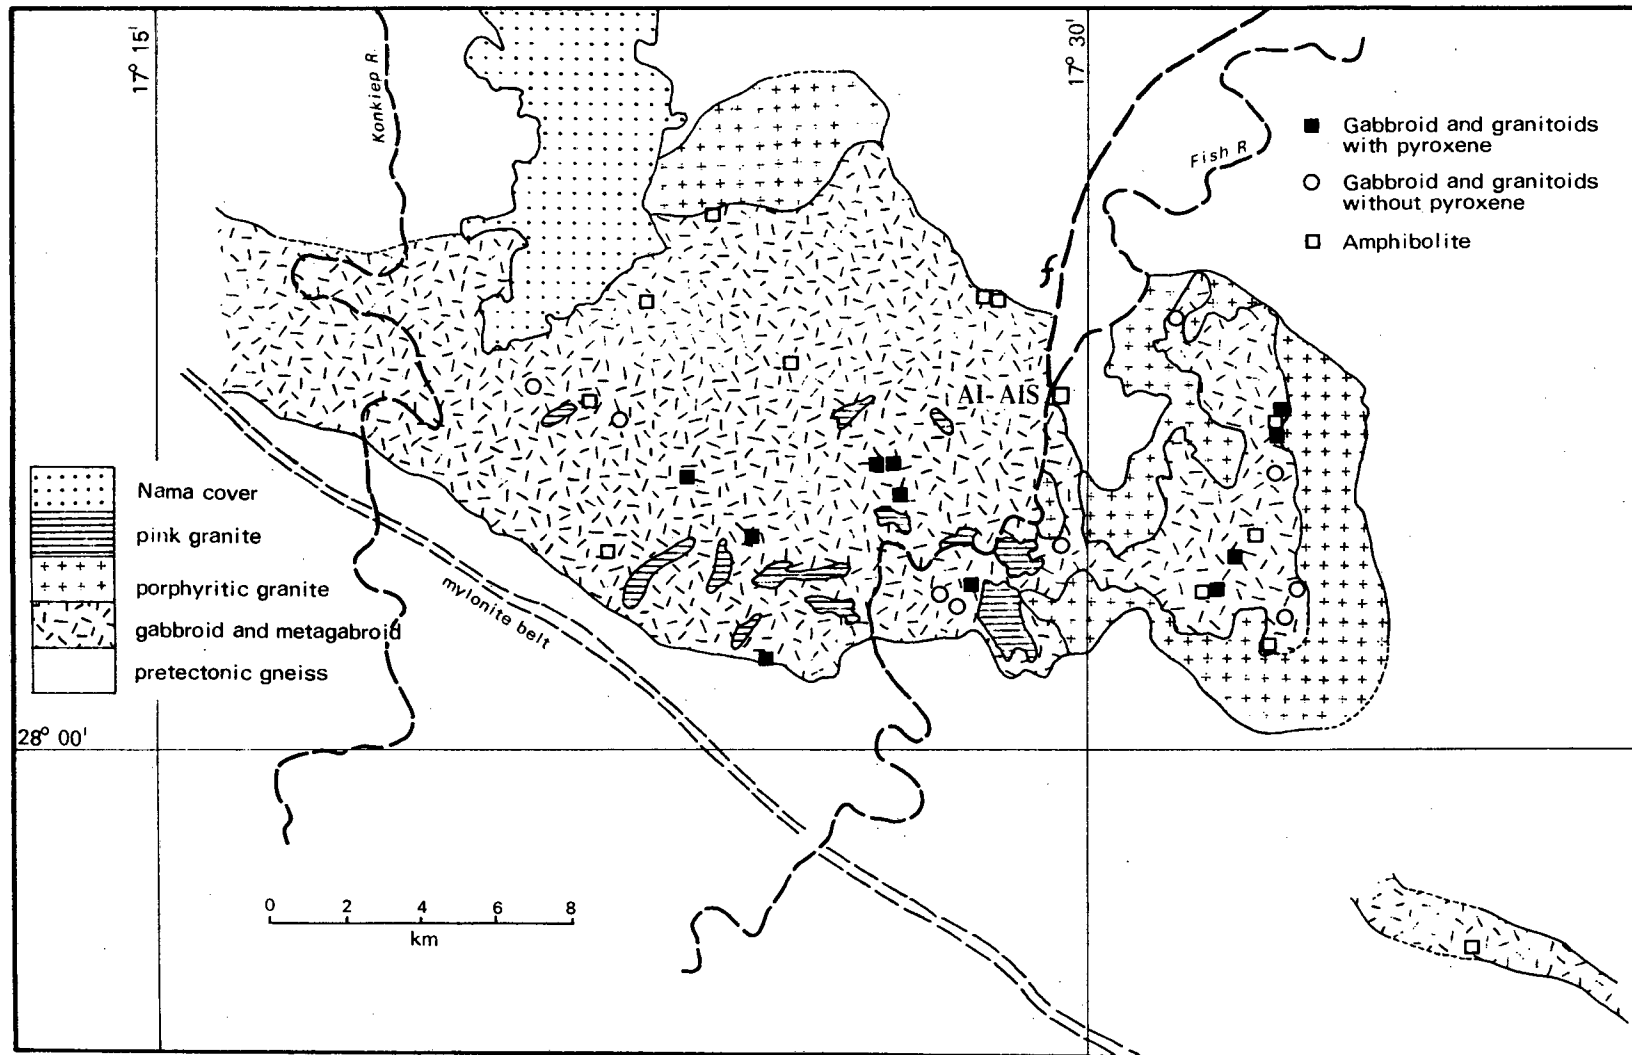 17° 15'
Konkiep R.
17° 30'
Fish R
Gabbroid and granitoids
with pyroxene
Gabbroid and granitoids
without pyroxene
Amphibolite
f
AI-AIS
Nama cover
pink granite
porphyritic granite
gabbroid and metagabroid
pretectonic gneiss
mylonite belt
28° 00'
0 2 4 6 8
km